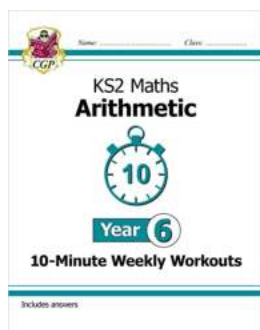 Name: Class:
CGP
KS2 Maths
Arithmetic
10
Year 6
10-Minute Weekly Workouts
Includes answers